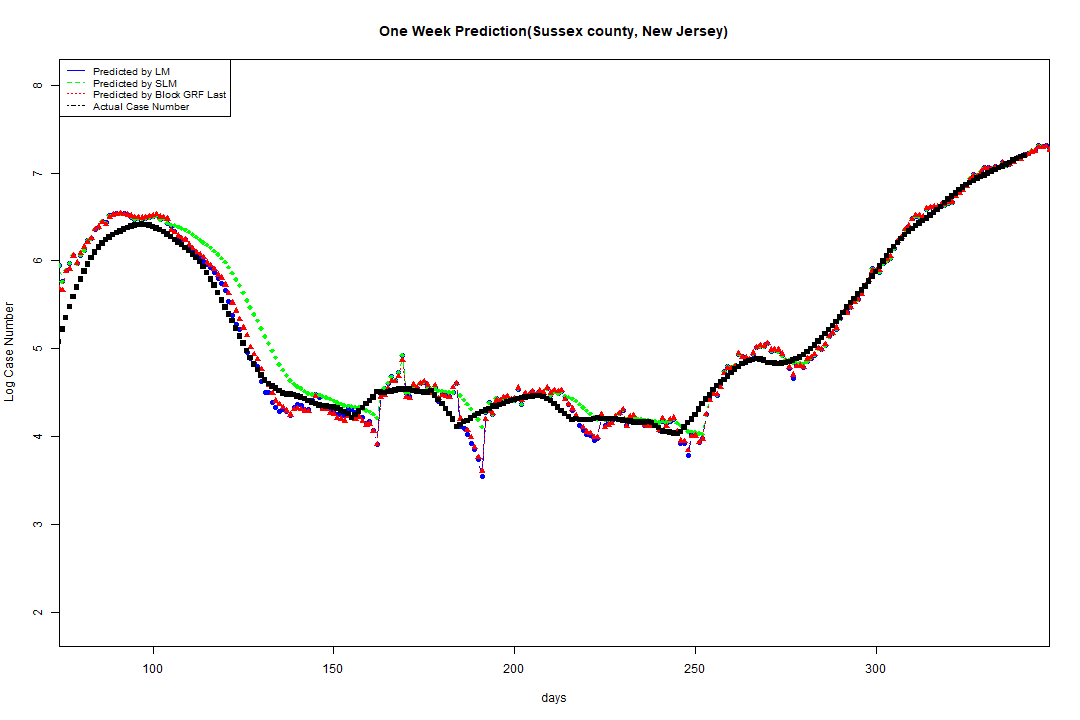 One Week Prediction(Sussex county, New Jersey)
Predicted by LM
Predicted by SLM
Predicted by Block GRF Last
Actual Case Number
8
7
6
5
4
3
2
Log Case Number
100
150
200
250
300
days